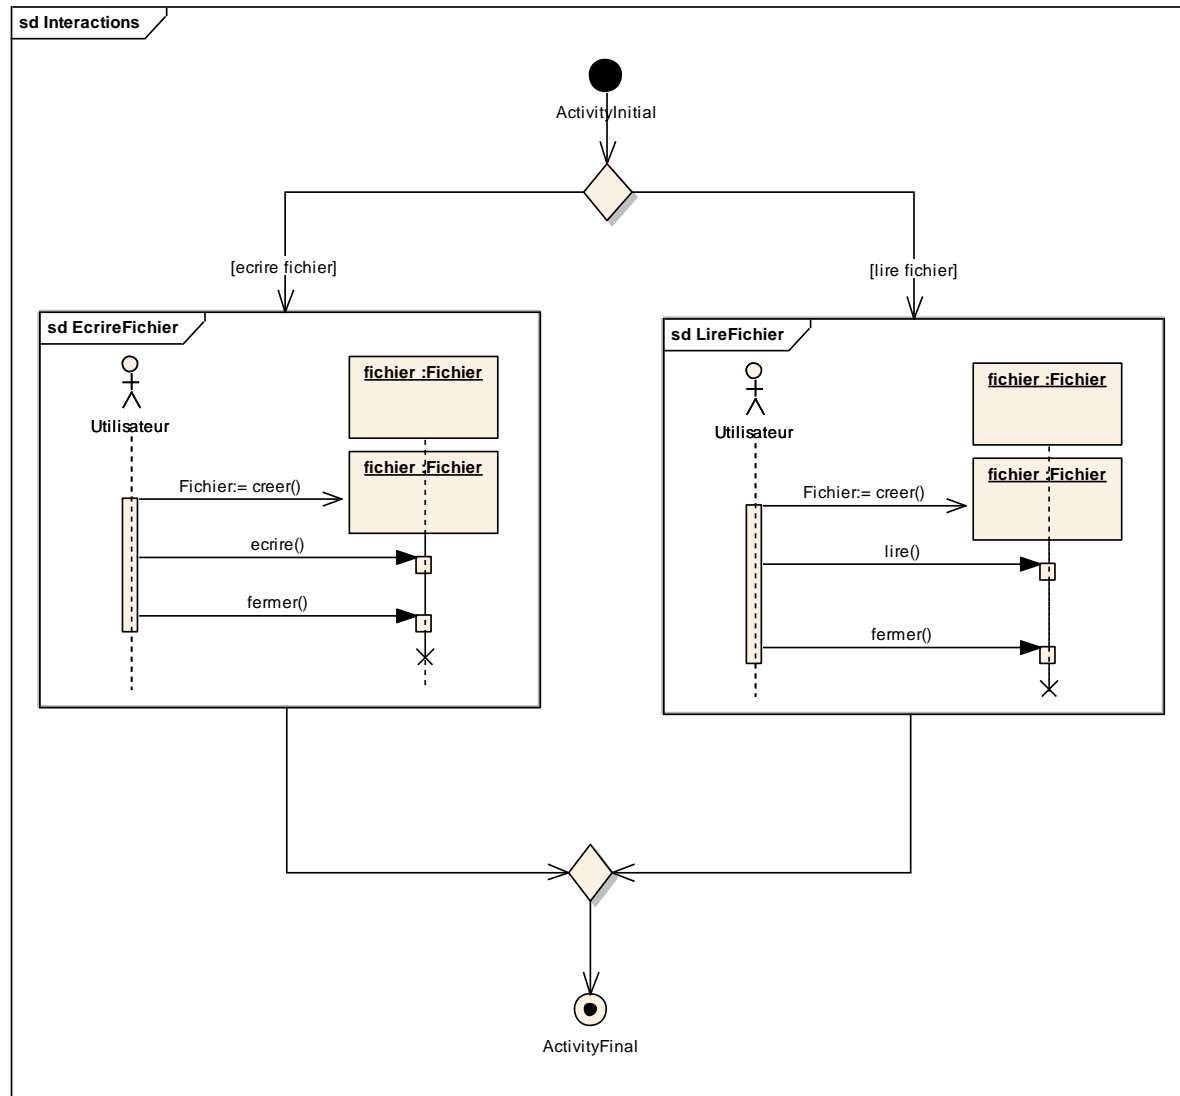 sd Interactions
ActivityInitial
[ecrire fichier]
[lire fichier]
sd EcrireFichier
fichier :Fichier
Utilisateur
fichier :Fichier
Fichier:= creer()
ecrire()
fermer()
sd LireFichier
fichier :Fichier
Utilisateur
fichier :Fichier
Fichier:= creer()
lire()
fermer()
ActivityFinal